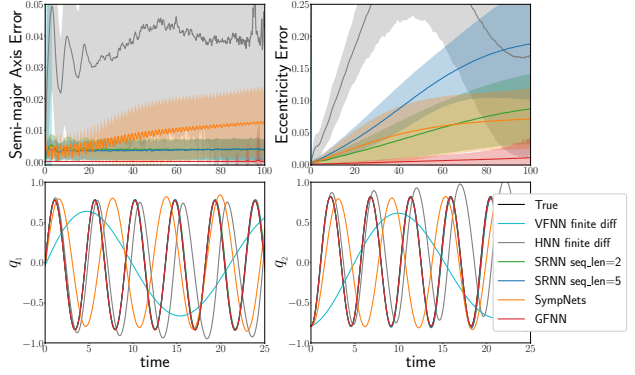 Semi-major Axis Error
0.05
0.04
0.03
0.02
0.01
0.00
0 20 40 60 80 100
Eccentricity Error
0.25
0.20
0.15
0.10
0.05
0.00
0 20 40 60 80 100
q1
1.0
0.5
0.0
−0.5
−1.0
0 5 10 15 20 25
time
q2
1.0
0.5
0.0
−0.5
−1.0
0 5 10 15 20 25
time
True
VFNN finite diff
HNN finite diff
SRNN seq_len=2
SRNN seq_len=5
SympNets
GFNN